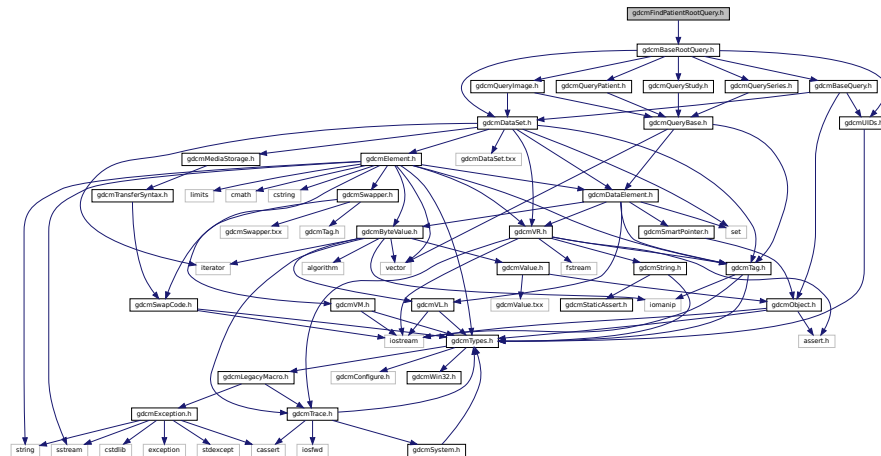 gdcmFindPatientRootQuery.h
gdcmBaseRootQuery.h
gdcmQueryImage.h
gdcmQueryPatient.h
gdcmQueryStudy.h
gdcmQuerySeries.h
gdcmBaseQuery.h
gdcmDataSet.h
gdcmQueryBase.h
gdcmUIDs.h
gdcmMediaStorage.h
gdcmElement.h
gdcmDataSet.txx
gdcmTransferSyntax.h
limits
cmath
cstring
gdcmSwapper.h
gdcmDataElement.h
gdcmSwapper.txx
gdcmTag.h
gdcmByteValue.h
gdcmVR.h
gdcmSmartPointer.h
set
iterator
algorithm
vector
gdcmValue.h
fstream
gdcmString.h
gdcmTag.h
gdcmSwapCode.h
gdcmVM.h
gdcmVL.h
gdcmValue.txx
gdcmStaticAssert.h
iomanip
gdcmObject.h
iostream
gdcmTypes.h
assert.h
gdcmLegacyMacro.h
gdcmConfigure.h
gdcmWin32.h
gdcmException.h
gdcmTrace.h
string
sstream
cstdlib
exception
stdexcept
cassert
iosfwd
gdcmSystem.h